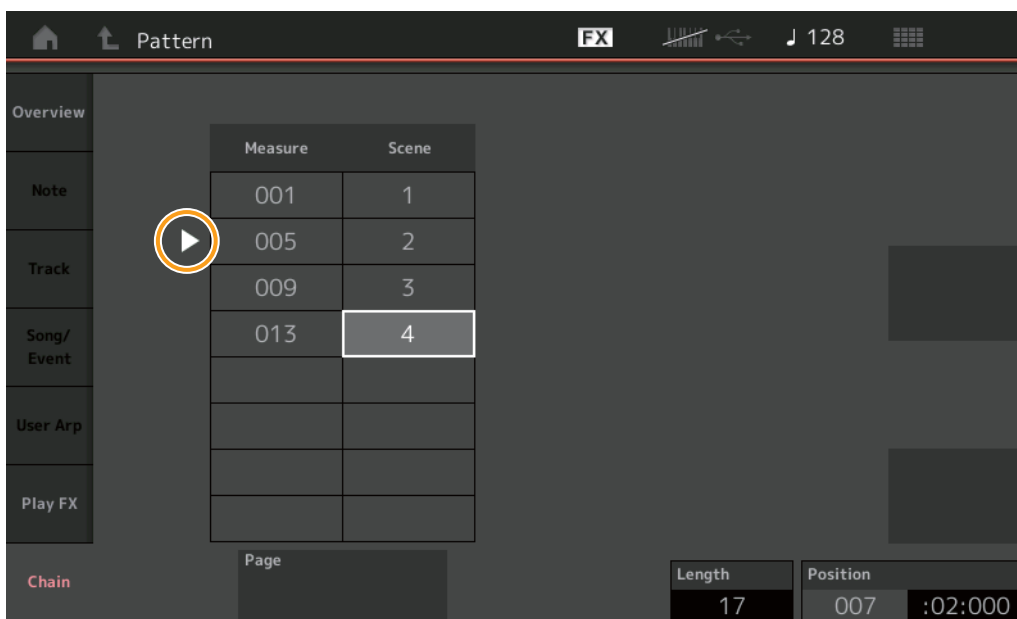 Pattern FX ♩ 128
Overview
Note
Track
Song/
Event
User Arp
Play FX
Chain
Measure Scene
001 1
005 2
009 3
013 4
Page
Length Position
17 007 :02:000